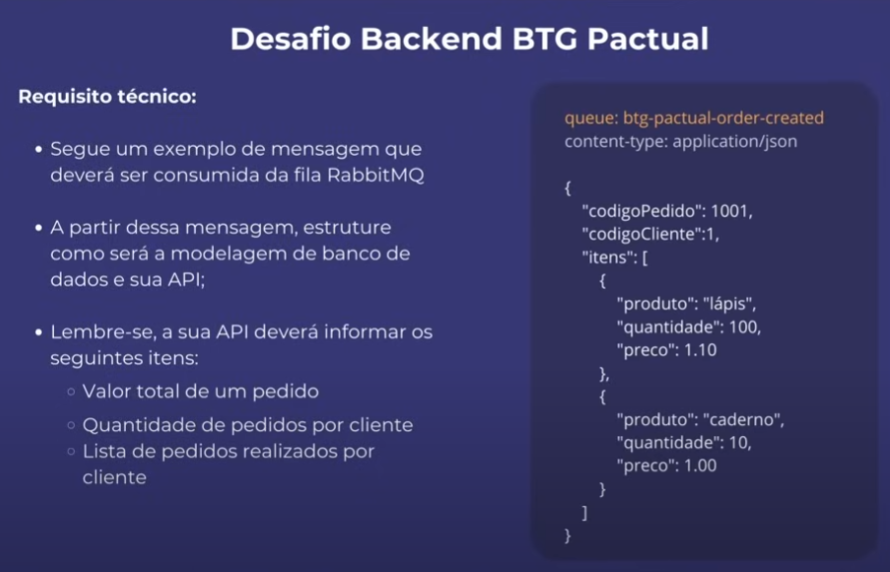 Desafio Backend BTG Pactual
Requisito técnico:
• Segue um exemplo de mensagem que
deverá ser consumida da fila RabbitMQ
• A partir dessa mensagem, estruture
como será a modelagem de banco de
dados e sua API;
• Lembre-se, a sua API deverá informar os
seguintes itens:
◦ Valor total de um pedido
◦ Quantidade de pedidos por cliente
◦ Lista de pedidos realizados por
cliente
queue: btg-pactual-order-created
content-type: application/json
{
"codigoPedido": 1001,
"codigoCliente":1,
"itens": [
{
"produto": "lápis",
"quantidade": 100,
"preco": 1.10
},
{
"produto": "caderno",
"quantidade": 10,
"preco": 1.00
}
]
}